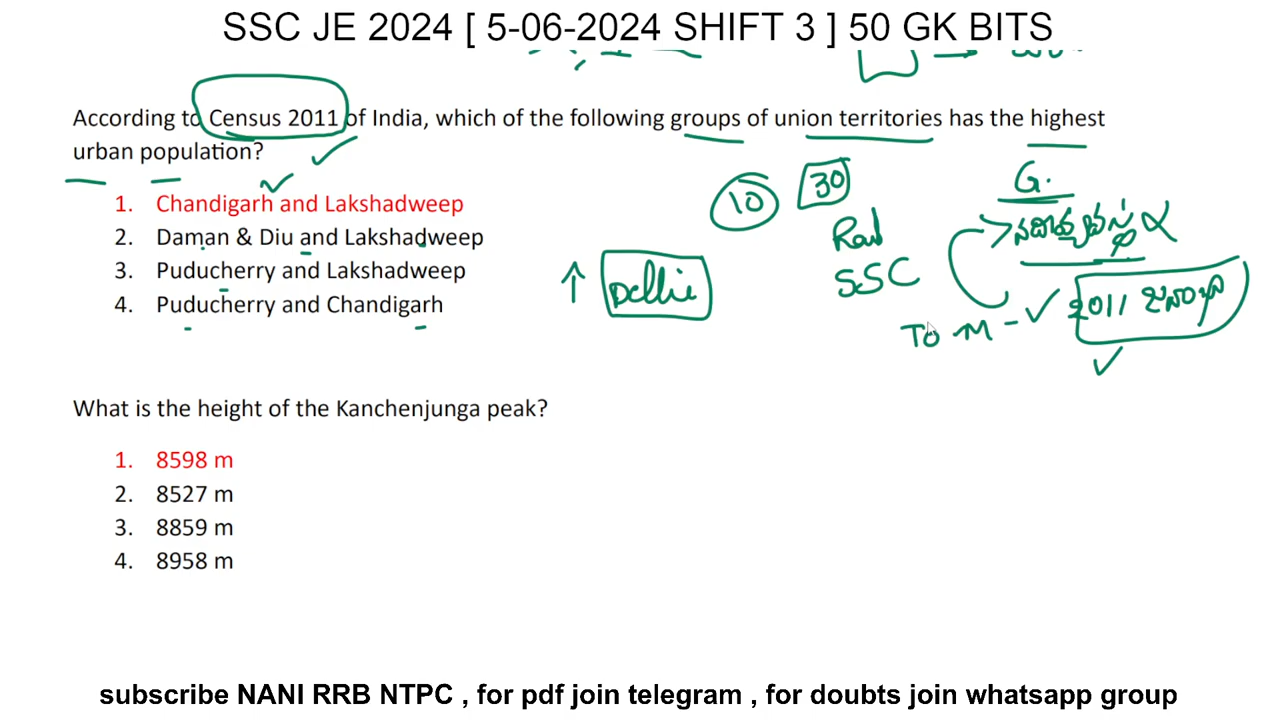 SSC JE 2024 [ 5-06-2024 SHIFT 3 ] 50 GK BITS
According to Census 2011 of India, which of the following groups of union territories has the highest
urban population?
1. Chandigarh and Lakshadweep
2. Daman & Diu and Lakshadweep
3. Puducherry and Lakshadweep
4. Puducherry and Chandigarh
10
30
G.
SSC
TO M - 
2011
What is the height of the Kanchenjunga peak?
1. 8598 m
2. 8527 m
3. 8859 m
4. 8958 m
subscribe NANI RRB NTPC , for pdf join telegram , for doubts join whatsapp group